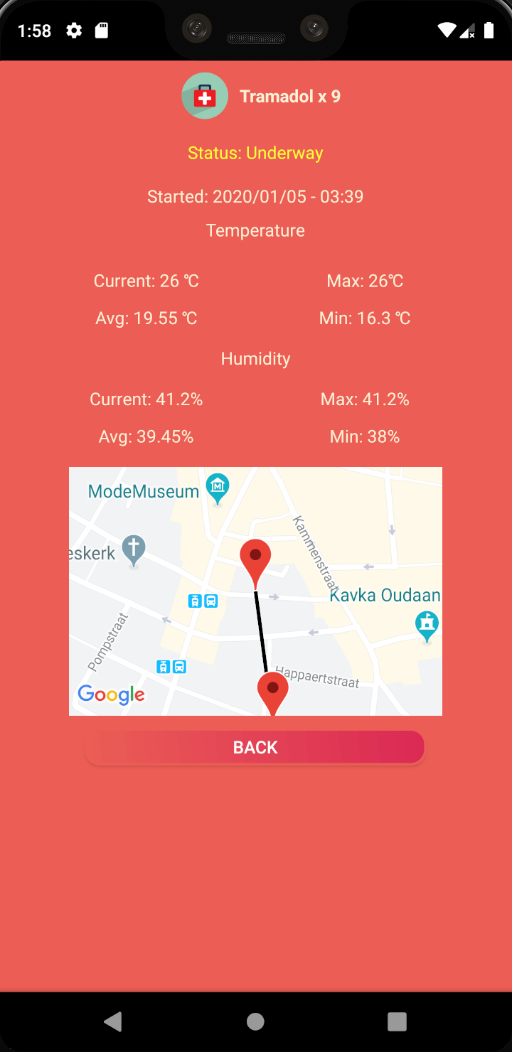 1:58
Tramadol x 9
Status: Underway
Started: 2020/01/05 - 03:39
Temperature
Current: 26 ℃ Max: 26℃
Avg: 19.55 ℃ Min: 16.3 ℃
Humidity
Current: 41.2% Max: 41.2%
Avg: 39.45% Min: 38%
ModeMuseum
Kammenstraat
eskerk
Kavka Oudaan
Pompstraat
Happaertstraat
Google
BACK